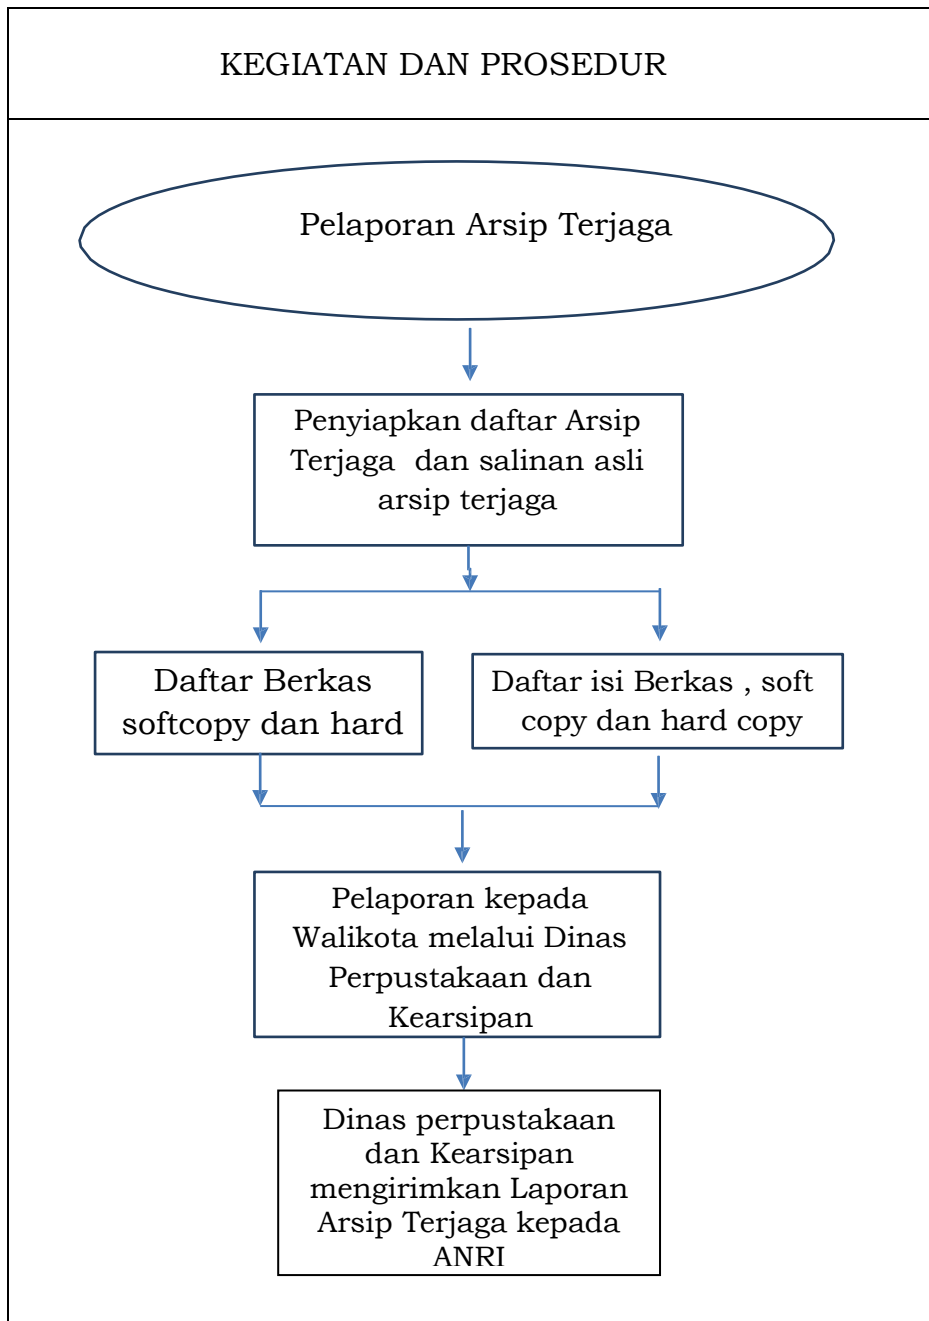 KEGIATAN DAN PROSEDUR
Pelaporan Arsip Terjaga
Penyiapkan daftar Arsip
Terjaga dan salinan asli
arsip terjaga
Daftar Berkas
softcopy dan hard
Daftar isi Berkas , soft
copy dan hard copy
Pelaporan kepada
Walikota melalui Dinas
Perpustakaan dan
Kearsipan
Dinas perpustakaan
dan Kearsipan
mengirimkan Laporan
Arsip Terjaga kepada
ANRI